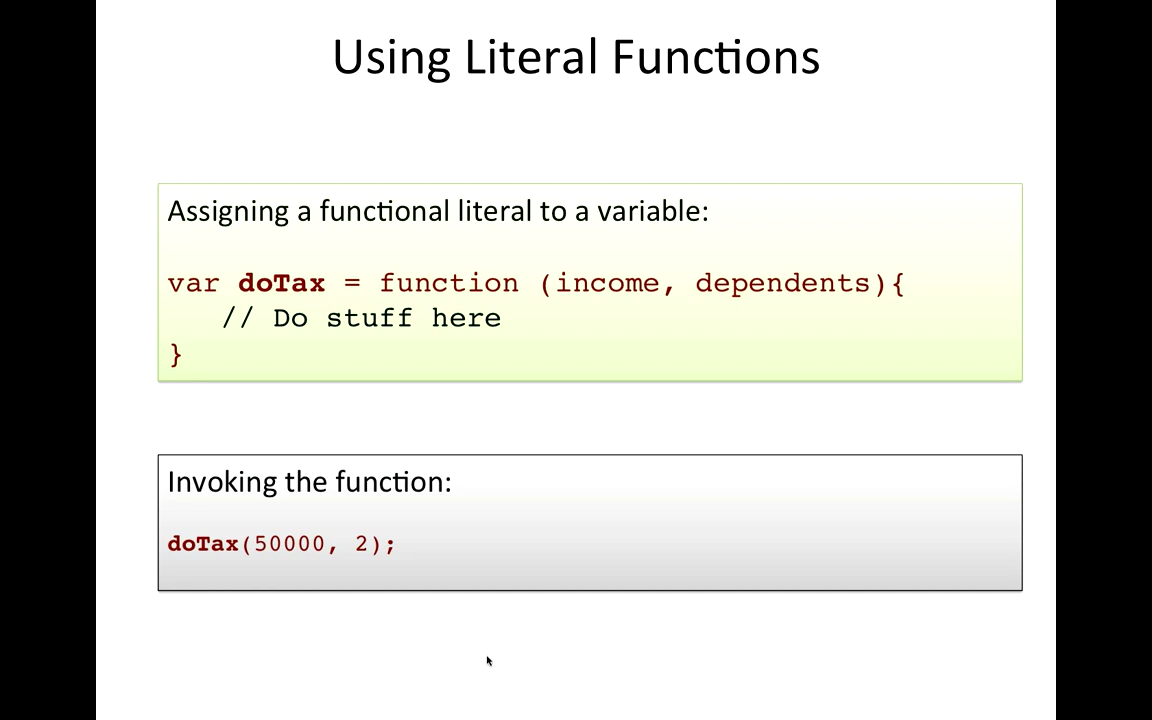 Using Literal Functions
Assigning a functional literal to a variable:
var doTax = function (income, dependents){
// Do stuff here
}
Invoking the function:
doTax(50000, 2);